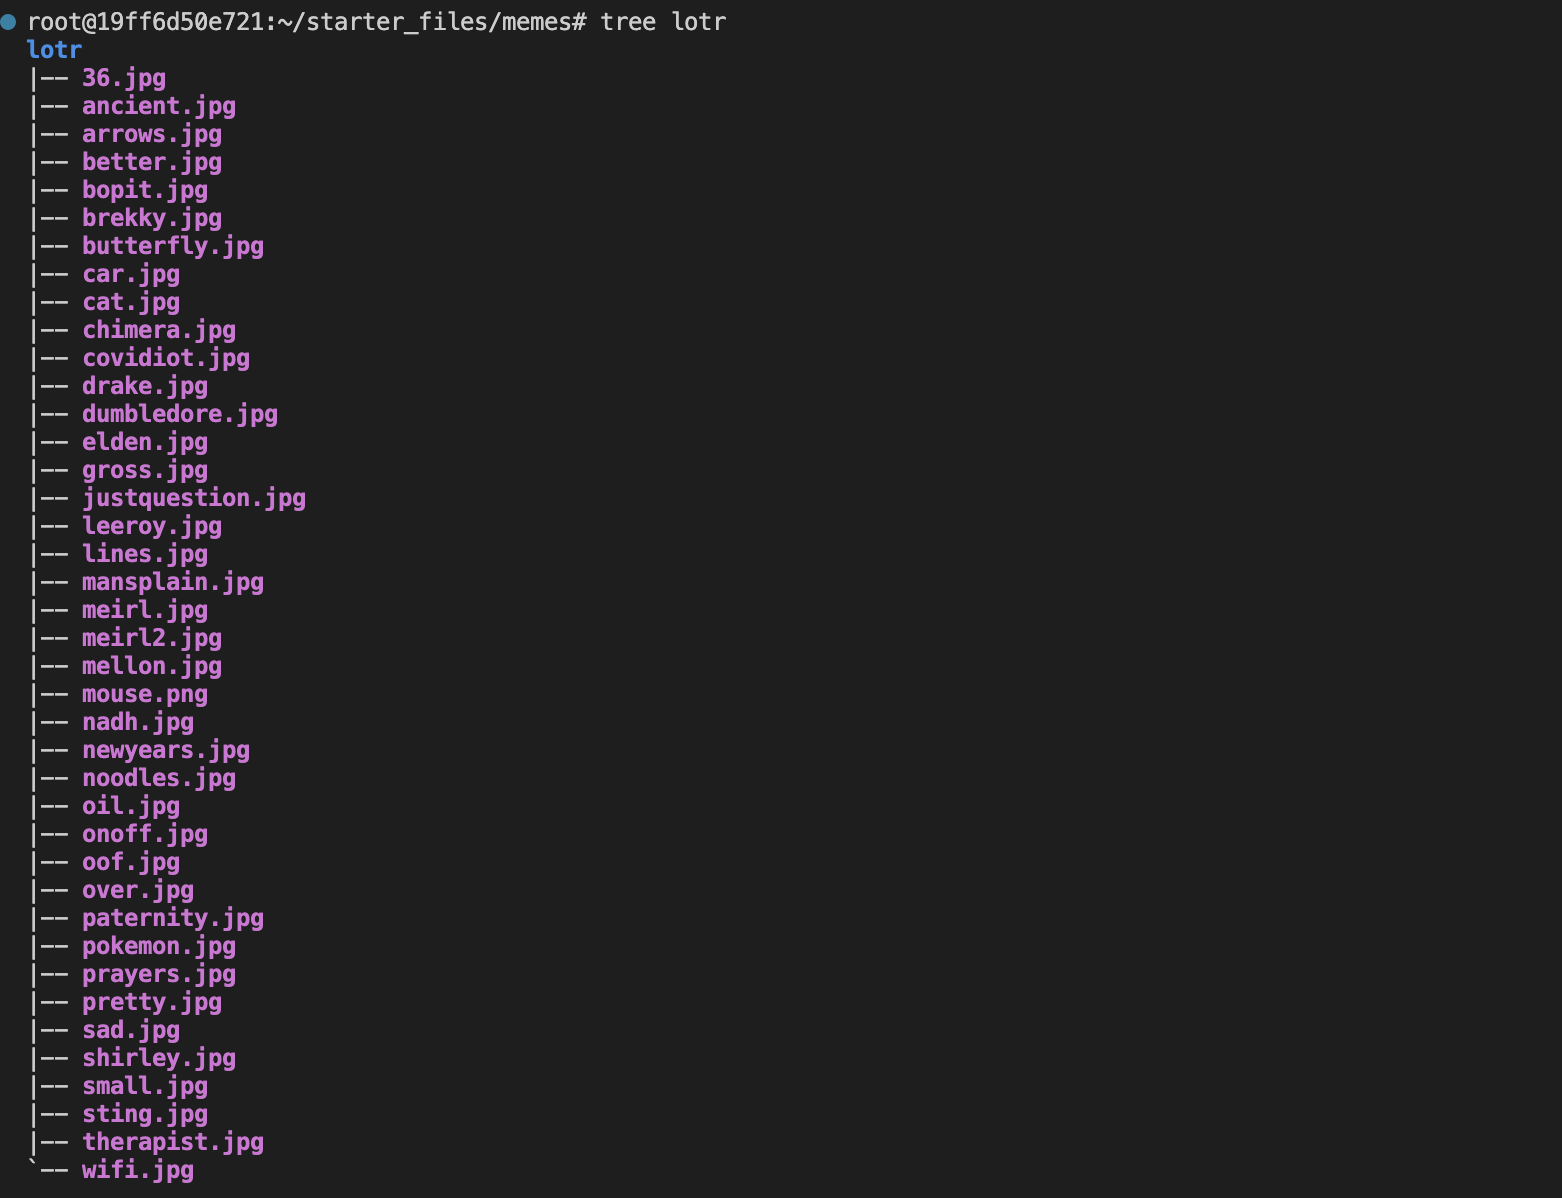 root@19ff6d50e721:~/starter_files/memes# tree lotr
lotr
|-- 36.jpg
|-- ancient.jpg
|-- arrows.jpg
|-- better.jpg
|-- bopit.jpg
|-- brekky.jpg
|-- butterfly.jpg
|-- car.jpg
|-- cat.jpg
|-- chimera.jpg
|-- covidiot.jpg
|-- drake.jpg
|-- dumbledore.jpg
|-- elden.jpg
|-- gross.jpg
|-- justquestion.jpg
|-- leeroy.jpg
|-- lines.jpg
|-- mansplain.jpg
|-- meirl.jpg
|-- meirl2.jpg
|-- mellon.jpg
|-- mouse.png
|-- nadh.jpg
|-- newyears.jpg
|-- noodles.jpg
|-- oil.jpg
|-- onoff.jpg
|-- oof.jpg
|-- over.jpg
|-- paternity.jpg
|-- pokemon.jpg
|-- prayers.jpg
|-- pretty.jpg
|-- sad.jpg
|-- shirley.jpg
|-- small.jpg
|-- sting.jpg
|-- therapist.jpg
`-- wifi.jpg